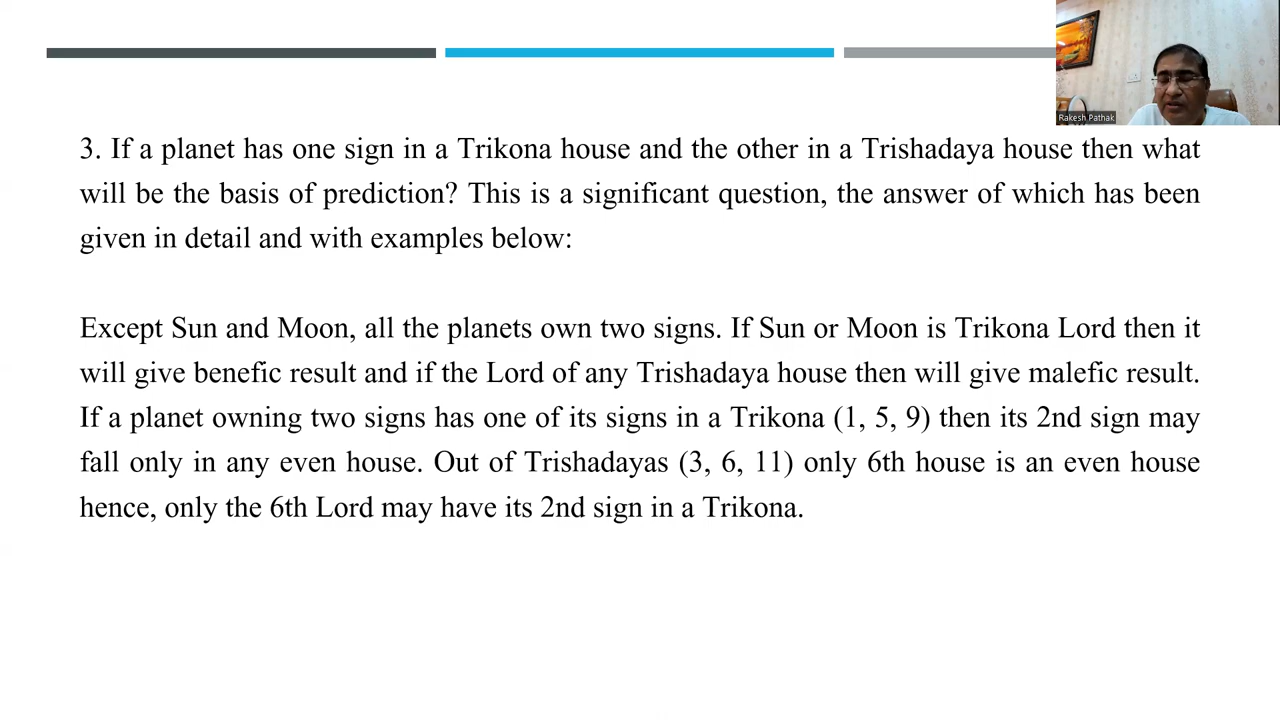 Rakesh Pathak
3. If a planet has one sign in a Trikona house and the other in a Trishadaya house then what
will be the basis of prediction? This is a significant question, the answer of which has been
given in detail and with examples below:
Except Sun and Moon, all the planets own two signs. If Sun or Moon is Trikona Lord then it
will give benefic result and if the Lord of any Trishadaya house then will give malefic result.
If a planet owning two signs has one of its signs in a Trikona (1, 5, 9) then its 2nd sign may
fall only in any even house. Out of Trishadayas (3, 6, 11) only 6th house is an even house
hence, only the 6th Lord may have its 2nd sign in a Trikona.